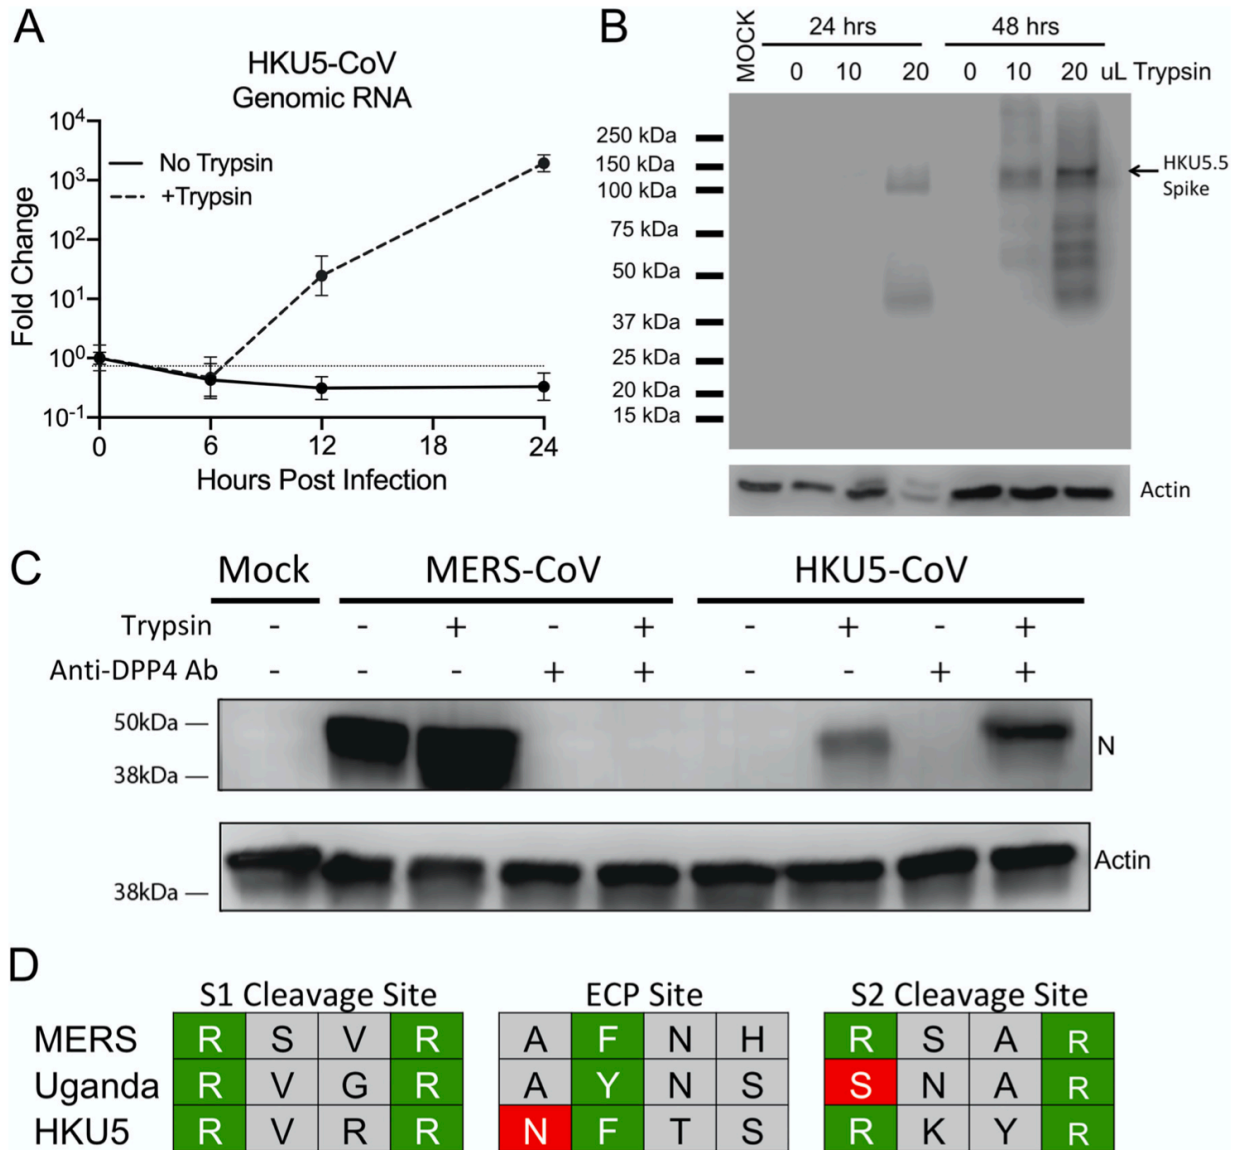 A
HKU5-CoV
Genomic RNA
10⁴
10³
10²
10¹
10⁰
10⁻¹
Fold Change
No Trypsin
+Trypsin
0 6 12 18 24
Hours Post Infection
B
MOCK
24 hrs 48 hrs
0 10 20 0 10 20 uL Trypsin
250 kDa
150 kDa
100 kDa
75 kDa
50 kDa
37 kDa
25 kDa
20 kDa
15 kDa
HKU5.5
Spike
Actin
C
Mock MERS-CoV HKU5-CoV
Trypsin - - + - + - + - +
Anti-DPP4 Ab - - - + + - - + +
50kDa
38kDa
N
Actin
38kDa
D
S1 Cleavage Site ECP Site S2 Cleavage Site
MERS R S V R A F N H R S A R
Uganda R V G R A Y N S S N A R
HKU5 R V R R N F T S R K Y R